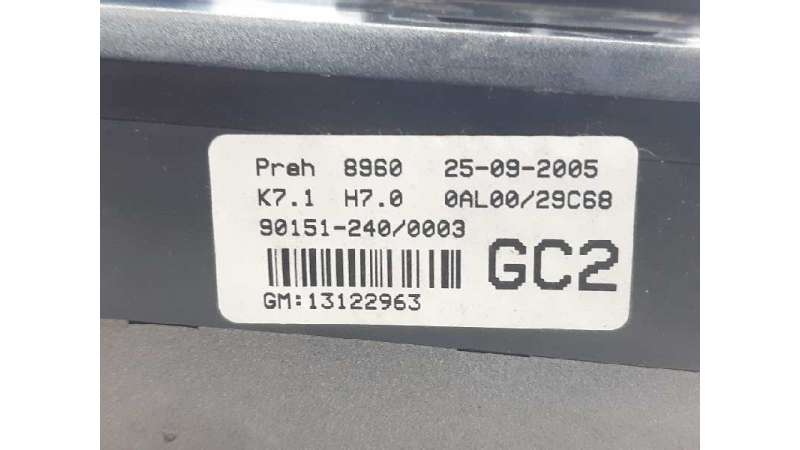 Preh 8960 25-09-2005
K7.1 H7.0 0AL00/29C68
90151-240/0003
GC2
GM:13122963